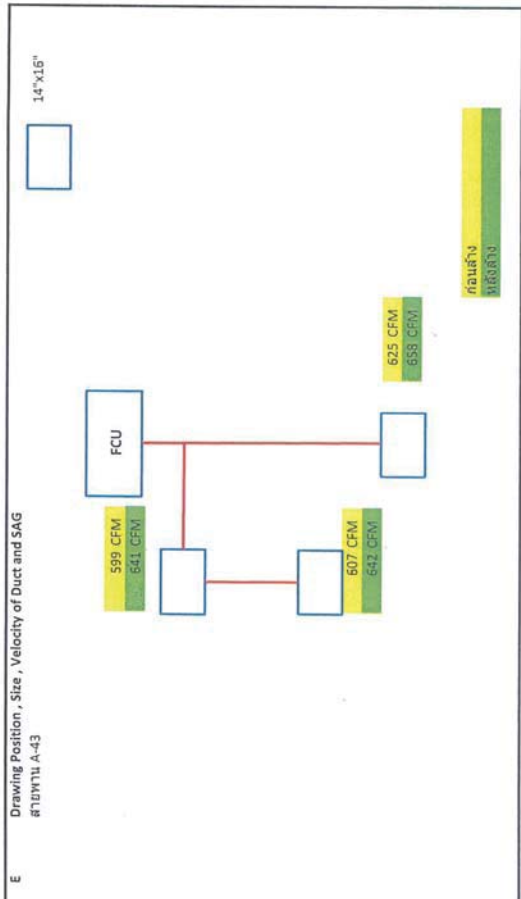 E Drawing Position , Size , Velocity of Duct and SAG
สายพาน A-43
14"x16"
FCU
599 CFM
641 CFM
625 CFM
658 CFM
607 CFM
642 CFM
ก่อนล้าง
หลังล้าง